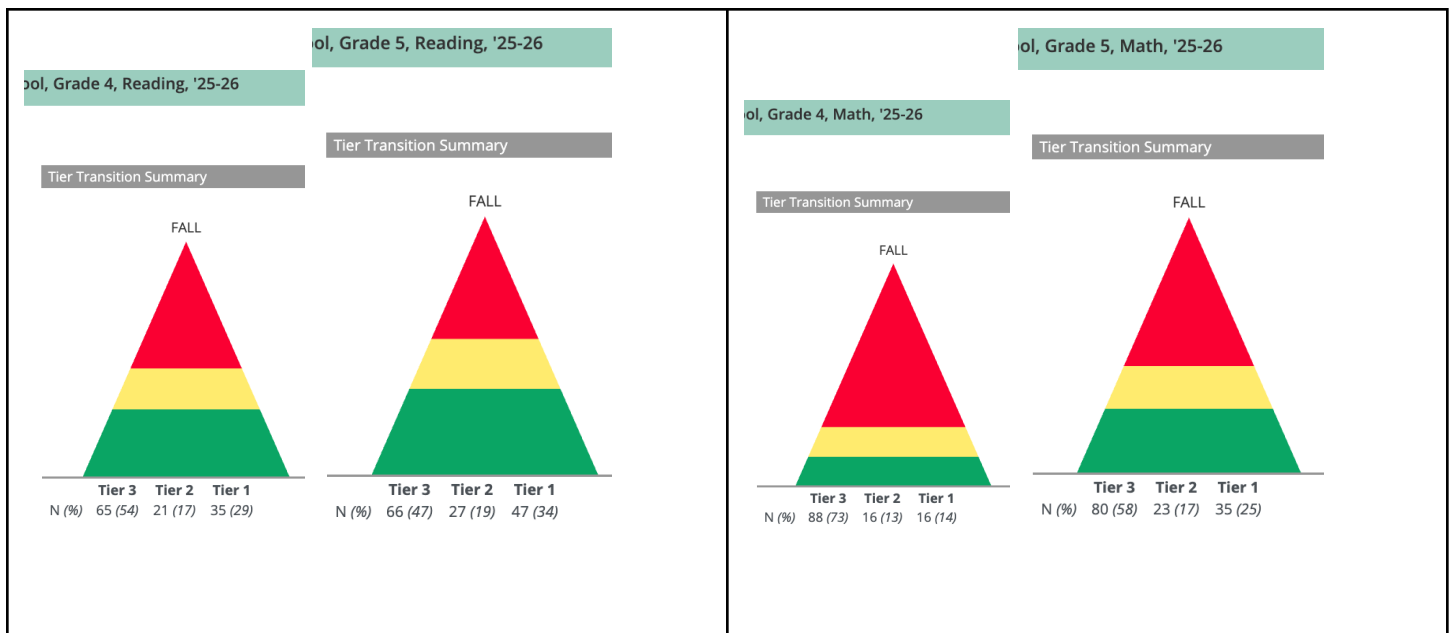 ool, Grade 4, Reading, '25-26
Tier Transition Summary
FALL
Tier 3 Tier 2 Tier 1
N (%) 65 (54) 21 (17) 35 (29)
ool, Grade 5, Reading, '25-26
Tier Transition Summary
FALL
Tier 3 Tier 2 Tier 1
N (%) 66 (47) 27 (19) 47 (34)
ool, Grade 4, Math, '25-26
Tier Transition Summary
FALL
Tier 3 Tier 2 Tier 1
N (%) 88 (73) 16 (13) 16 (14)
ool, Grade 5, Math, '25-26
Tier Transition Summary
FALL
Tier 3 Tier 2 Tier 1
N (%) 80 (58) 23 (17) 35 (25)